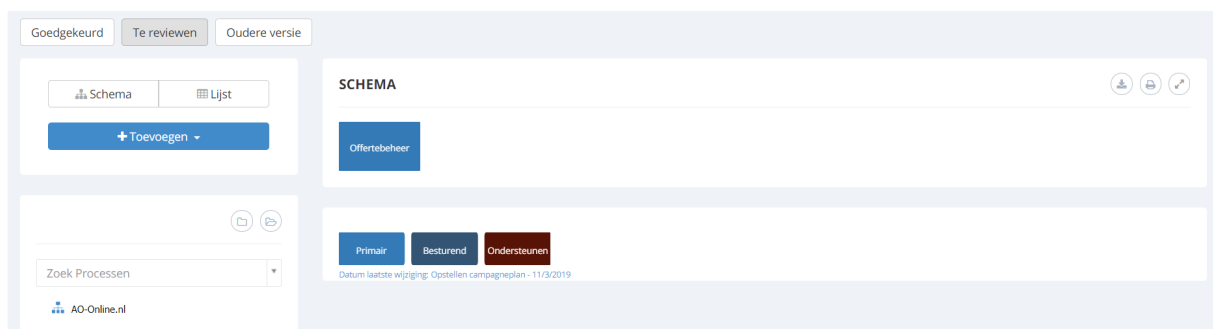 Goedgekeurd Te reviewen Oudere versie
Schema Lijst
Toevoegen
Zoek Processen
AO-Online.nl
SCHEMA
Offertebeheer
Primair Besturend Ondersteunen
Datum laatste wijziging: Opstellen campagneplan - 11/3/2019